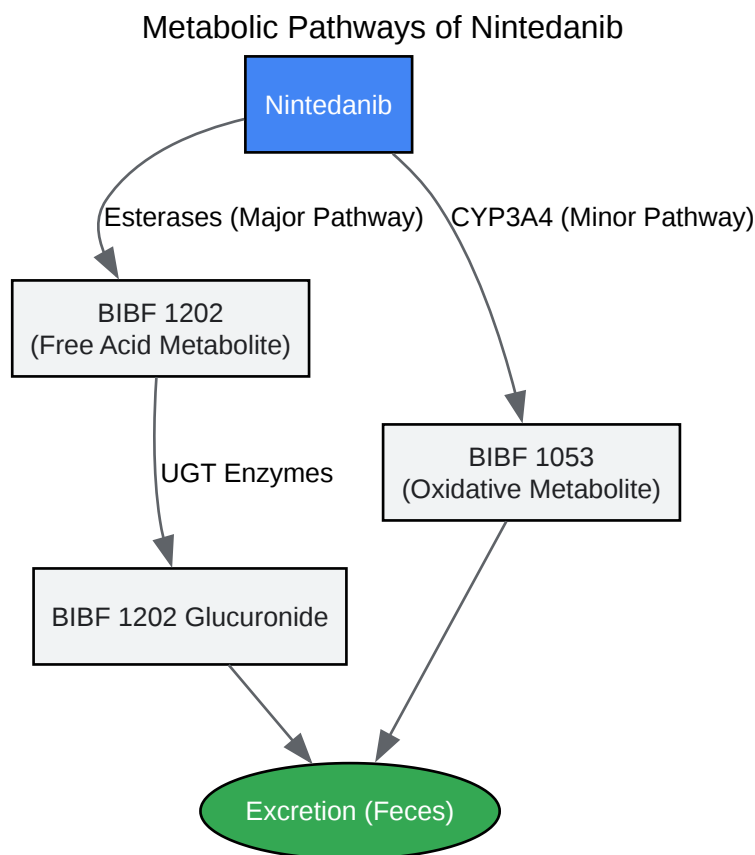 Metabolic Pathways of Nintedanib
Nintedanib
Esterases (Major Pathway)
CYP3A4 (Minor Pathway)
BIBF 1202
(Free Acid Metabolite)
BIBF 1053
(Oxidative Metabolite)
UGT Enzymes
BIBF 1202 Glucuronide
Excretion (Feces)